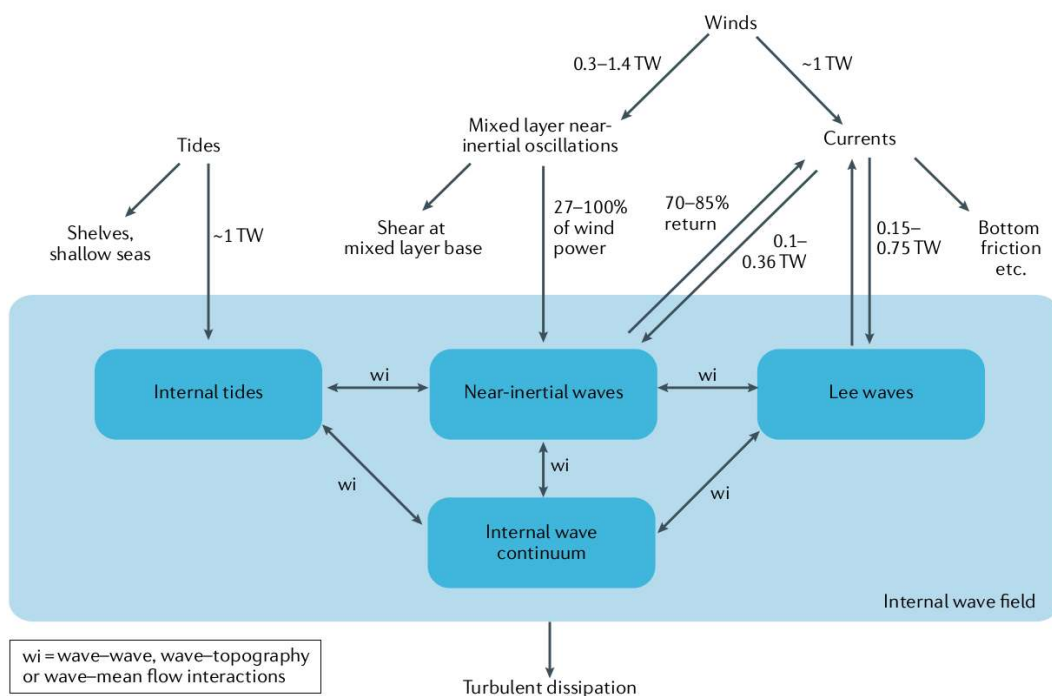 Winds
0.3–1.4 TW
~1 TW
Mixed layer near-
inertial oscillations
Tides
Currents
Shelves,
shallow seas
~1 TW
Shear at
mixed layer base
27–100%
of wind
power
70–85%
return
0.1–
0.36 TW
0.15–
0.75 TW
Bottom
friction
etc.
Internal tides
wi
Near-inertial waves
wi
Lee waves
wi
wi
wi
Internal wave
continuum
Internal wave field
wi = wave–wave, wave–topography
or wave–mean flow interactions
Turbulent dissipation